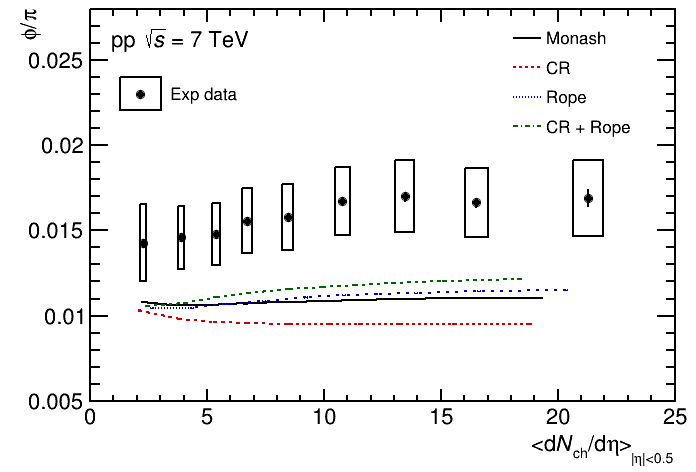 ϕ/π
pp √s = 7 TeV
Exp data
Monash
CR
Rope
CR + Rope
0.025
0.02
0.015
0.01
0.005
0 5 10 15 20 25
<dN_ch/dη>_|η|<0.5